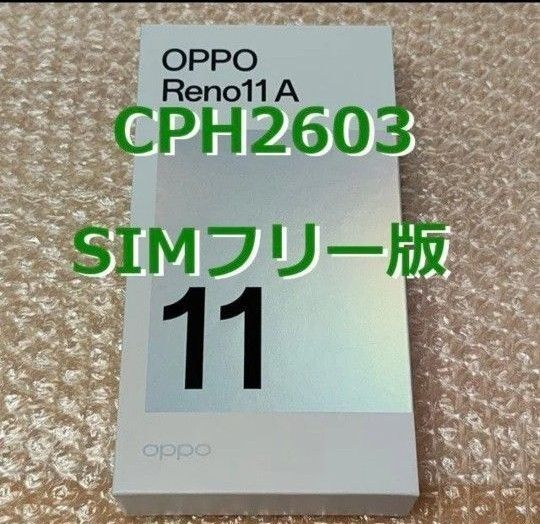 OPPO
Reno11 A
CPH2603
SIMフリー版
11
oppo